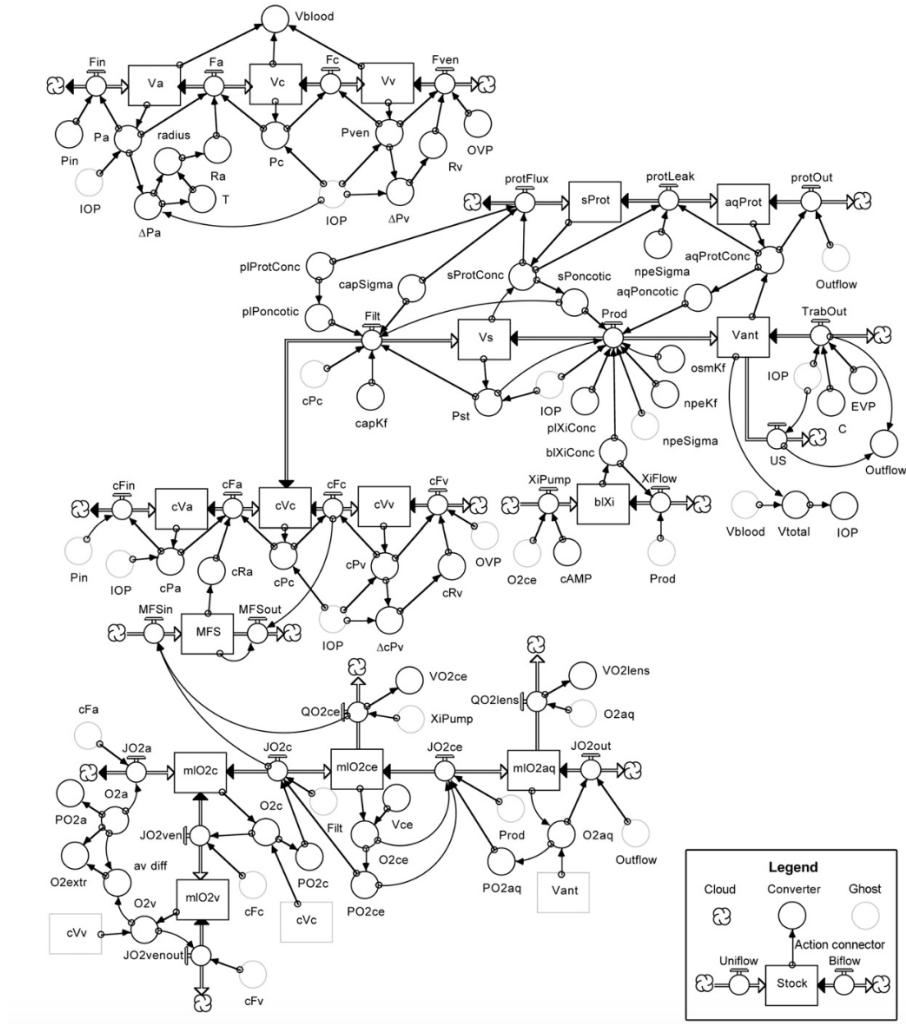 Vblood
Fin Va Fa Vc Fc Vv Fven
Pin Pa radius Ra T Pc Pven Rv OVP
IOP ΔPa IOP ΔPv
protFlux sProt protLeak aqProt protOut
plProtConc capSigma sProtConc sPoncotic npeSigma aqProtConc aqPoncotic Outflow
plPoncotic Filt Vs Prod Vant TrabOut
cPc capKf Pst IOP plXiConc osmKf npeKf npeSigma IOP C EVP
blXiConc US Outflow
XiPump blXi XiFlow Vblood Vtotal IOP
O2ce cAMP Prod
cFin cVa cFa cVc cFc cVv cFv
Pin IOP cPa cRa cPc cPv cRv OVP
MFSin MFS MFSout IOP ΔcPv
QO2ce VO2ce XiPump QO2lens VO2lens O2aq
cFa JO2a mlO2c JO2c mlO2ce JO2ce mlO2aq JO2out
PO2a O2a JO2ven O2c Filt Vce Prod O2aq Outflow
O2extr av diff PO2c O2ce PO2aq
O2v mlO2v cFc PO2ce Vant
cVv JO2venout cVc
cFv
Legend
Cloud Converter Ghost
Action connector
Uniflow Stock Biflow